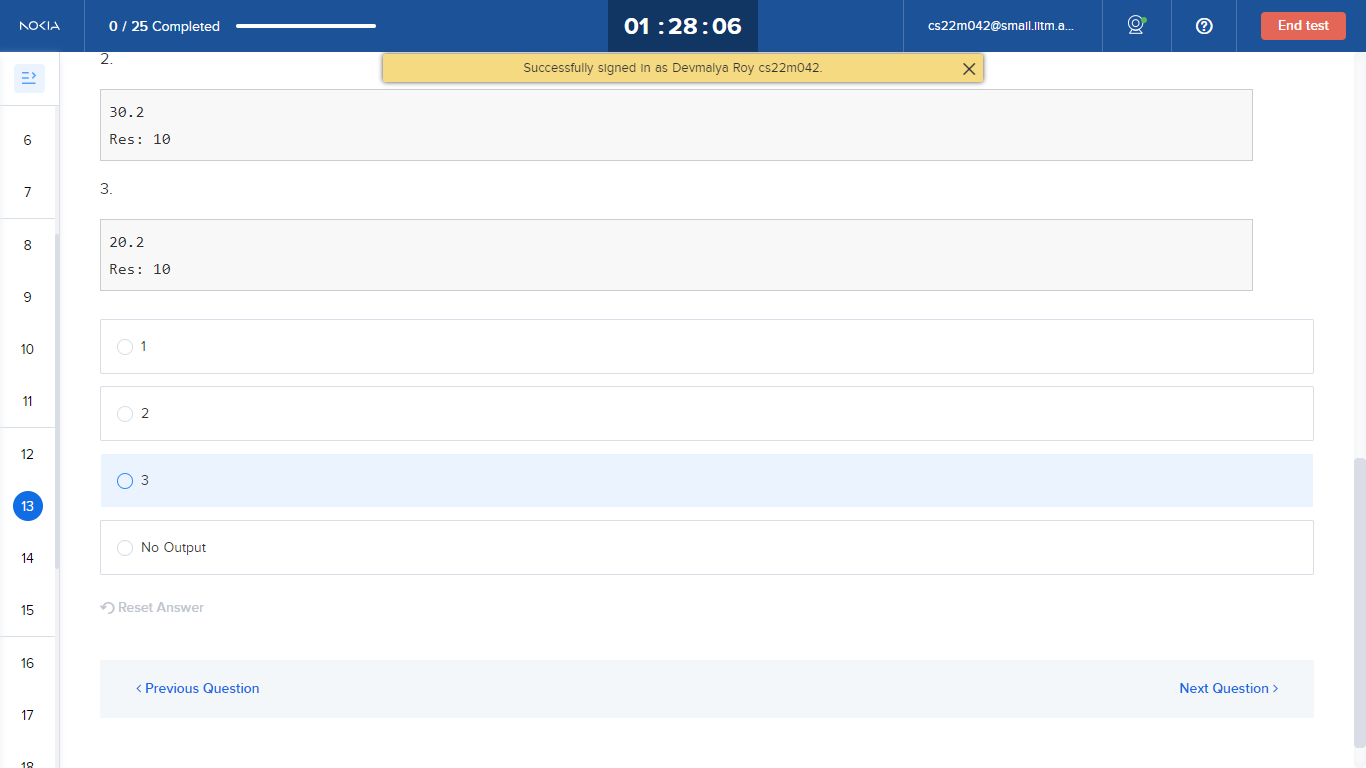 NOKIA
0 / 25 Completed
01 : 28 : 06
cs22m042@smail.iitm.a...
End test
Successfully signed in as Devmalya Roy cs22m042.
2.
30.2
Res: 10
3.
20.2
Res: 10
6
7
8
9
10
11
12
13
14
15
16
17
18
1
2
3
No Output
Reset Answer
< Previous Question
Next Question >